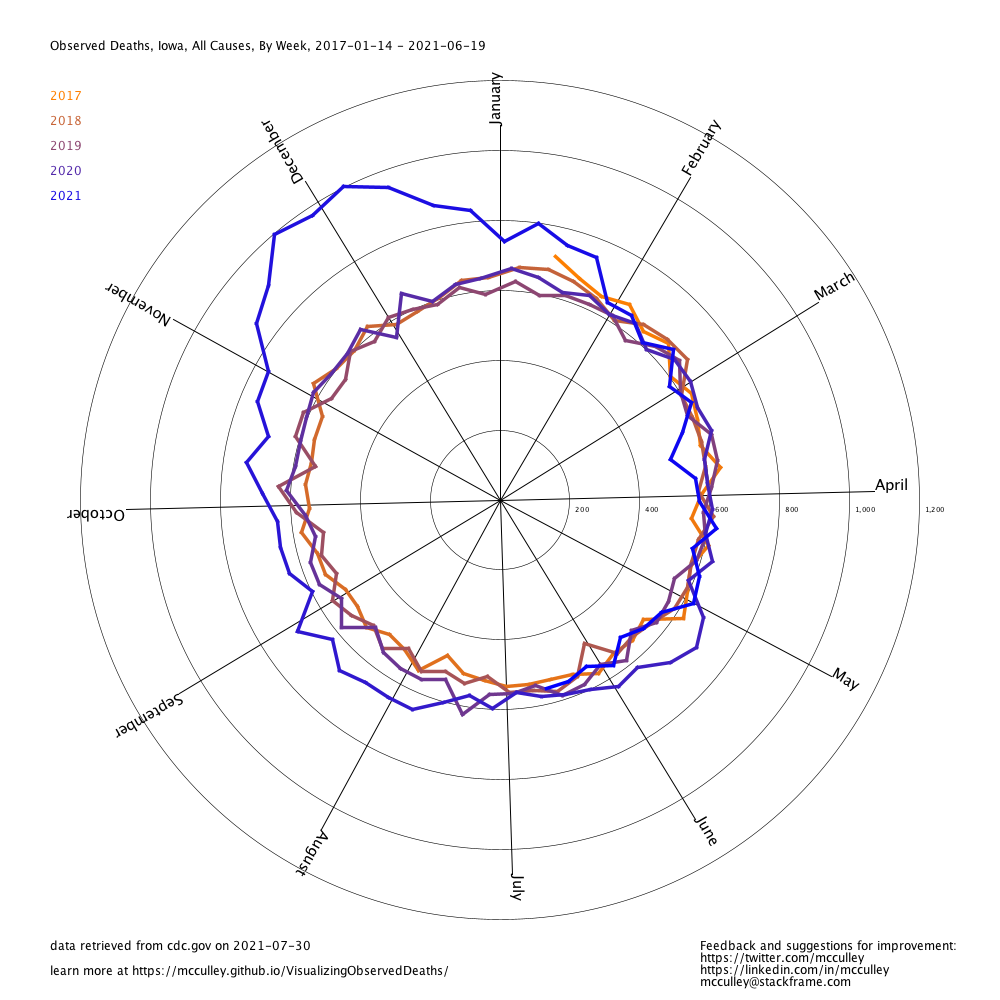 Observed Deaths, Iowa, All Causes, By Week, 2017-01-14 - 2021-06-19
2017
2018
2019
2020
2021
January
February
March
April
May
June
July
August
September
October
November
December
200
400
600
800
1,000
1,200
data retrieved from cdc.gov on 2021-07-30
learn more at https://mcculley.github.io/VisualizingObservedDeaths/
Feedback and suggestions for improvement:
https://twitter.com/mcculley
https://linkedin.com/in/mcculley
mcculley@stackframe.com